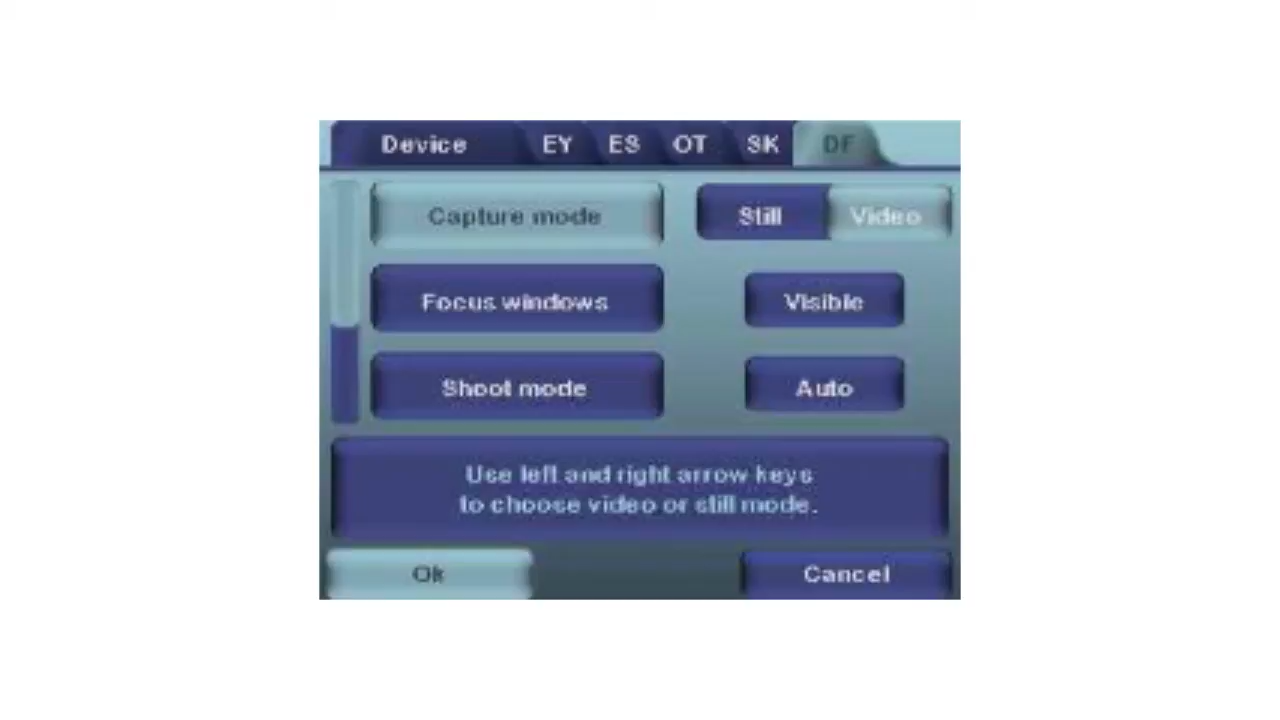 Device EY ES OT SK DF
Capture mode Still Video
Focus windows Visible
Shoot mode Auto
Use left and right arrow keys
to choose video or still mode.
Ok Cancel